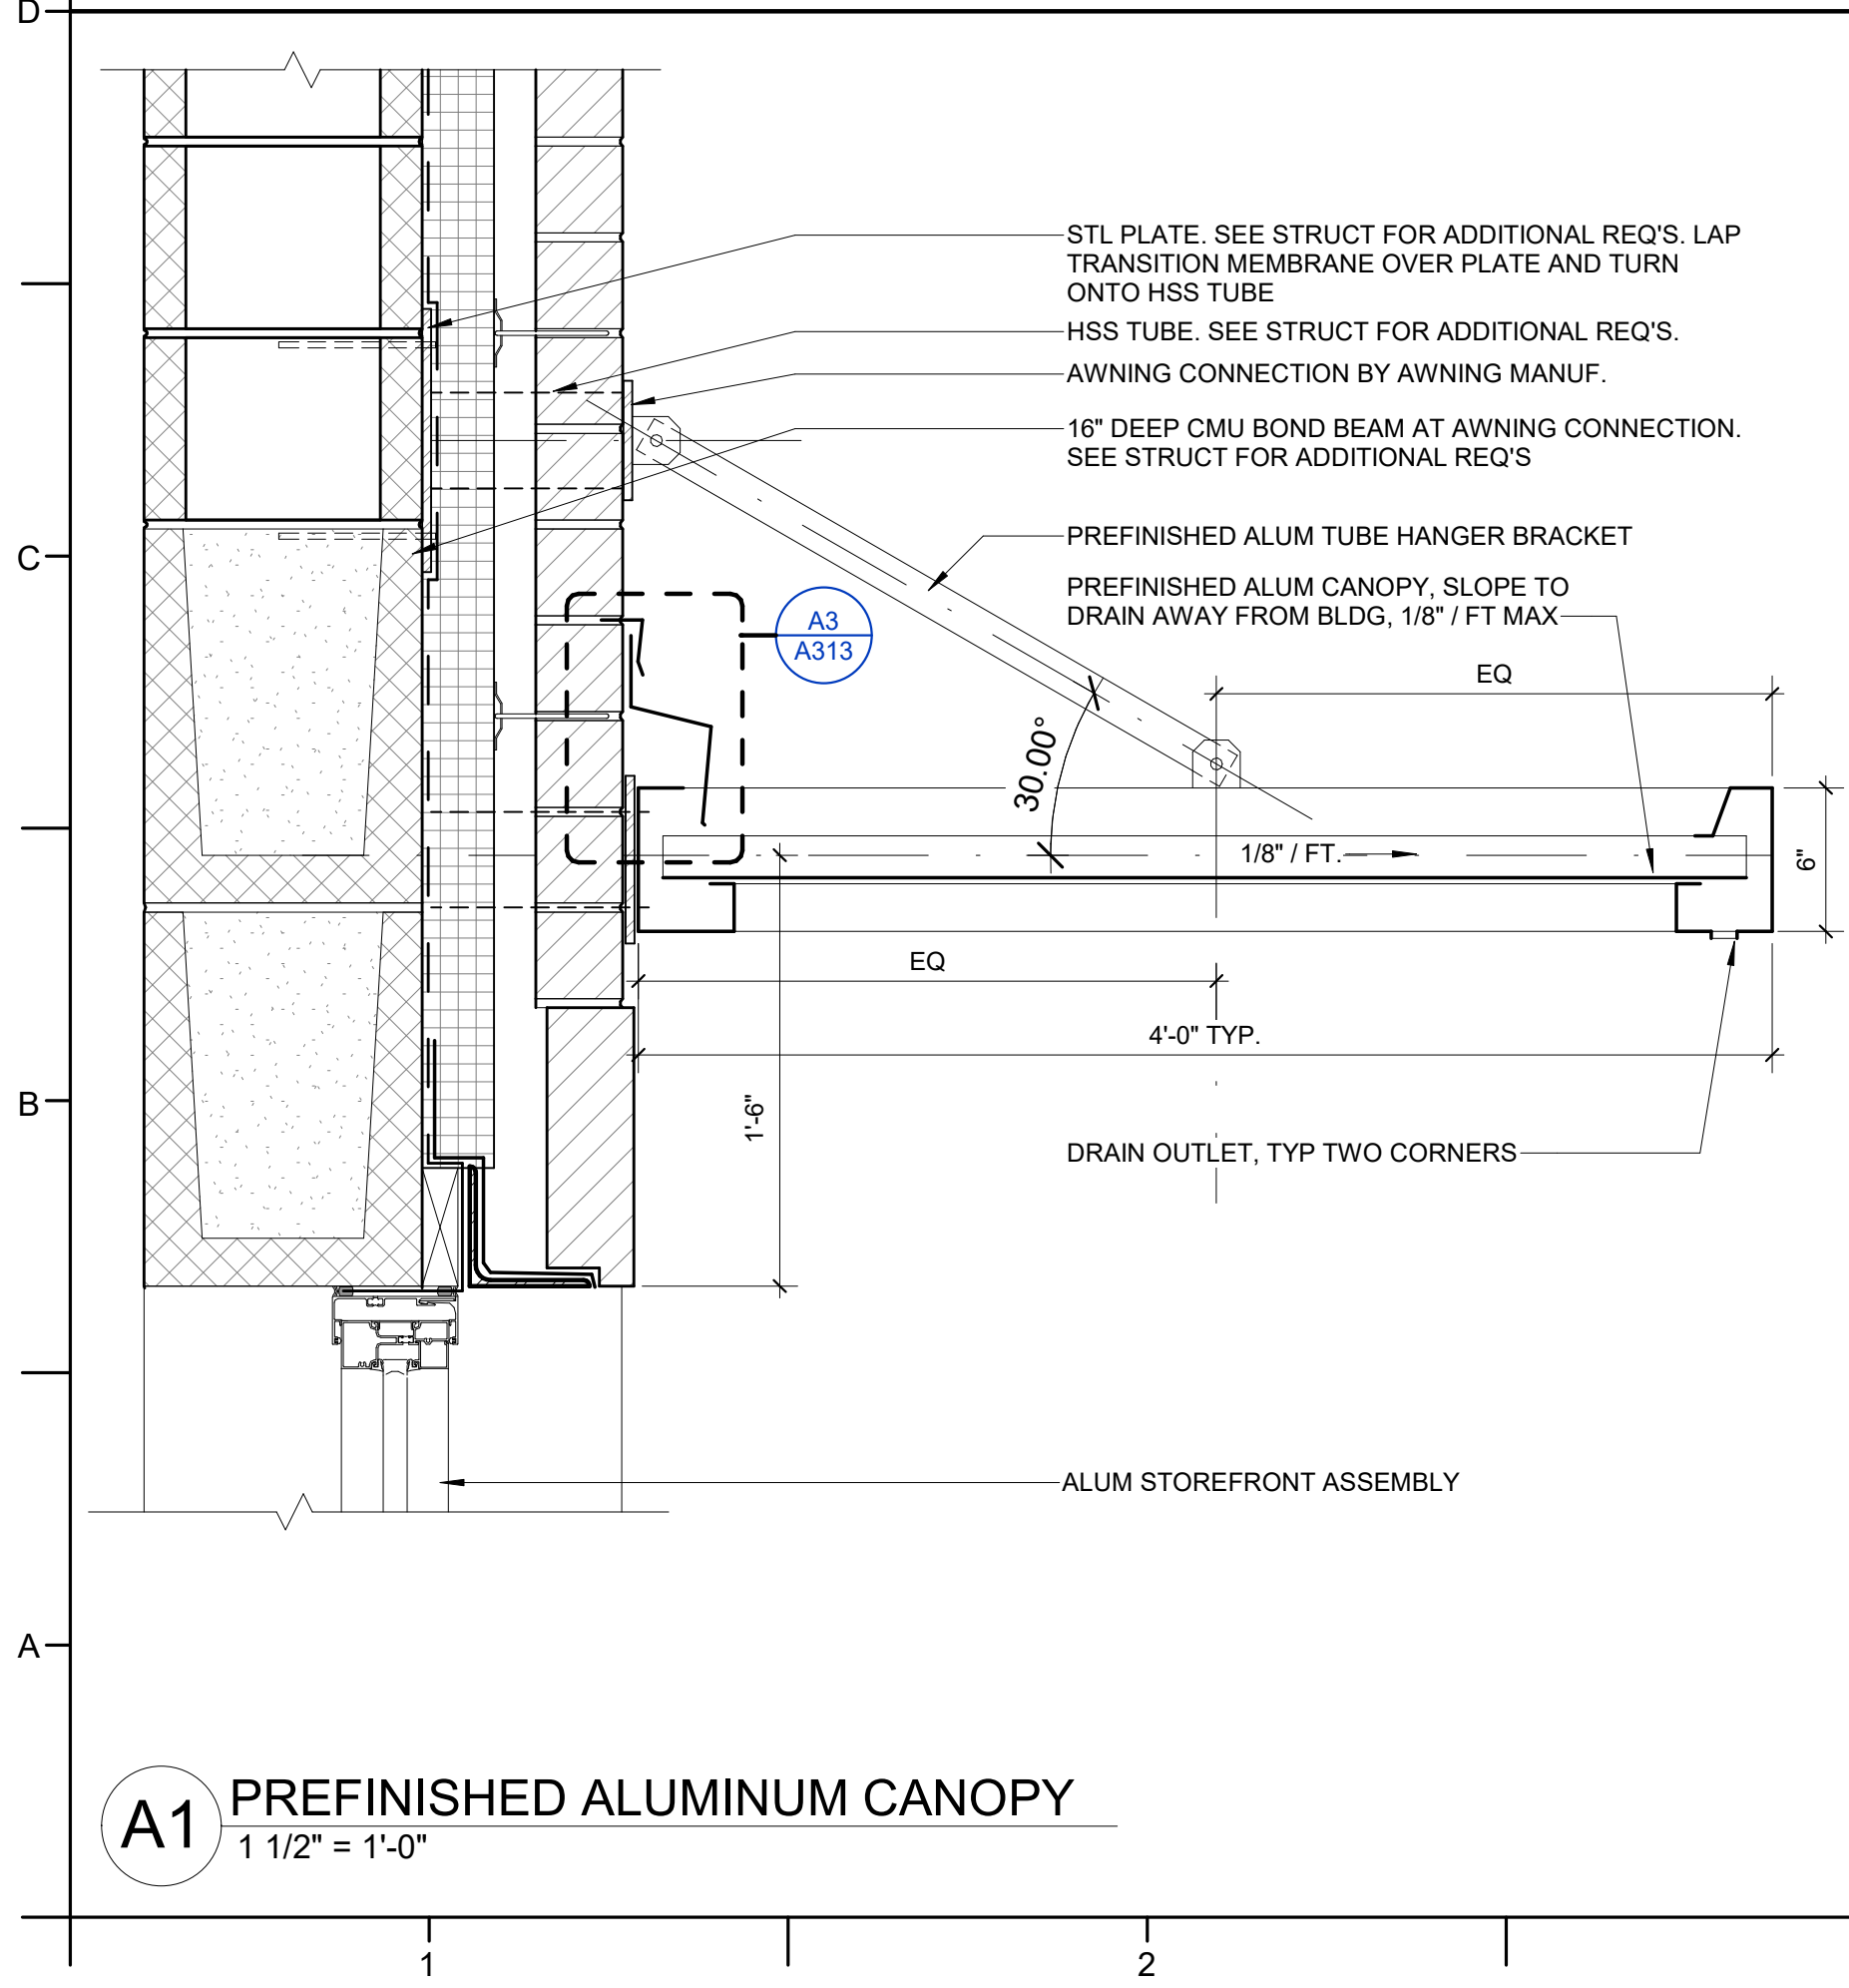 D
STL PLATE. SEE STRUCT FOR ADDITIONAL REQ'S. LAP
TRANSITION MEMBRANE OVER PLATE AND TURN
ONTO HSS TUBE
HSS TUBE. SEE STRUCT FOR ADDITIONAL REQ'S.
AWNING CONNECTION BY AWNING MANUF.
16" DEEP CMU BOND BEAM AT AWNING CONNECTION.
SEE STRUCT FOR ADDITIONAL REQ'S
PREFINISHED ALUM TUBE HANGER BRACKET
C
PREFINISHED ALUM CANOPY, SLOPE TO
DRAIN AWAY FROM BLDG, 1/8" / FT MAX
A3
A313
EQ
30.00°
1/8" / FT.
6"
EQ
4'-0" TYP.
B
1'-6"
DRAIN OUTLET, TYP TWO CORNERS
ALUM STOREFRONT ASSEMBLY
A
A1
PREFINISHED ALUMINUM CANOPY
1 1/2" = 1'-0"
1
2